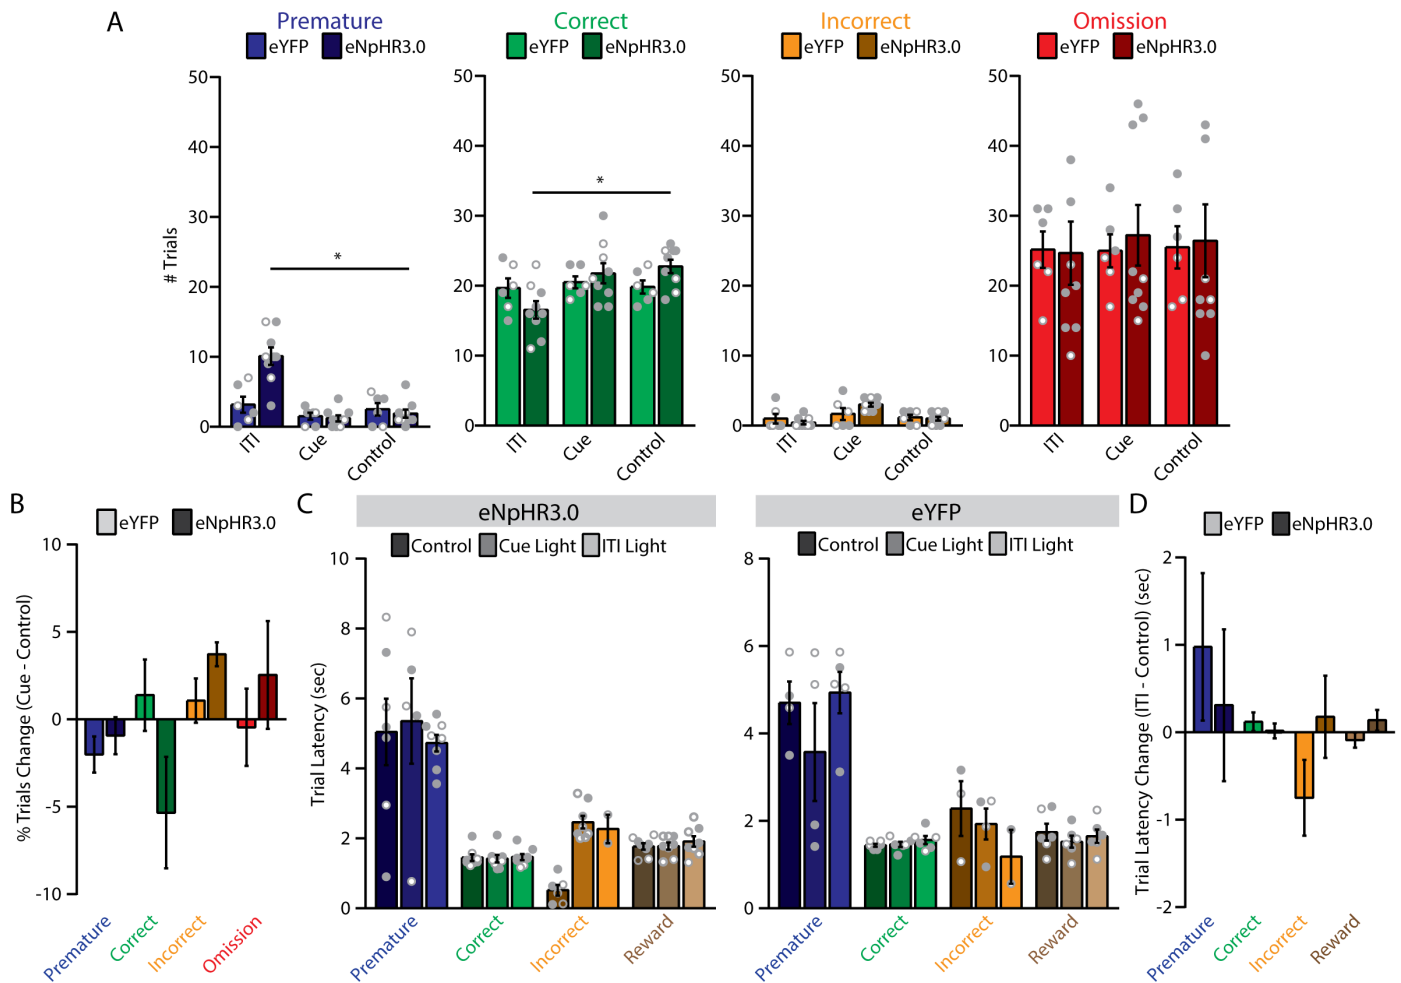 A
Premature
eYFP eNpHR3.0
Correct
eYFP eNpHR3.0
Incorrect
eYFP eNpHR3.0
Omission
eYFP eNpHR3.0
# Trials
50
40
30
20
10
0
*
ITI Cue Control
50
40
30
20
10
0
*
ITI Cue Control
50
40
30
20
10
0
ITI Cue Control
50
40
30
20
10
0
ITI Cue Control
B
eYFP eNpHR3.0
% Trials Change (Cue - Control)
10
5
0
-5
-10
Premature Correct Incorrect Omission
C
eNpHR3.0
Control Cue Light ITI Light
Trial Latency (sec)
10
8
6
4
2
0
Premature Correct Incorrect Reward
eYFP
Control Cue Light ITI Light
8
6
4
2
0
Premature Correct Incorrect Reward
D
eYFP eNpHR3.0
Trial Latency Change (ITI - Control) (sec)
2
1
0
-1
-2
Premature Correct Incorrect Reward